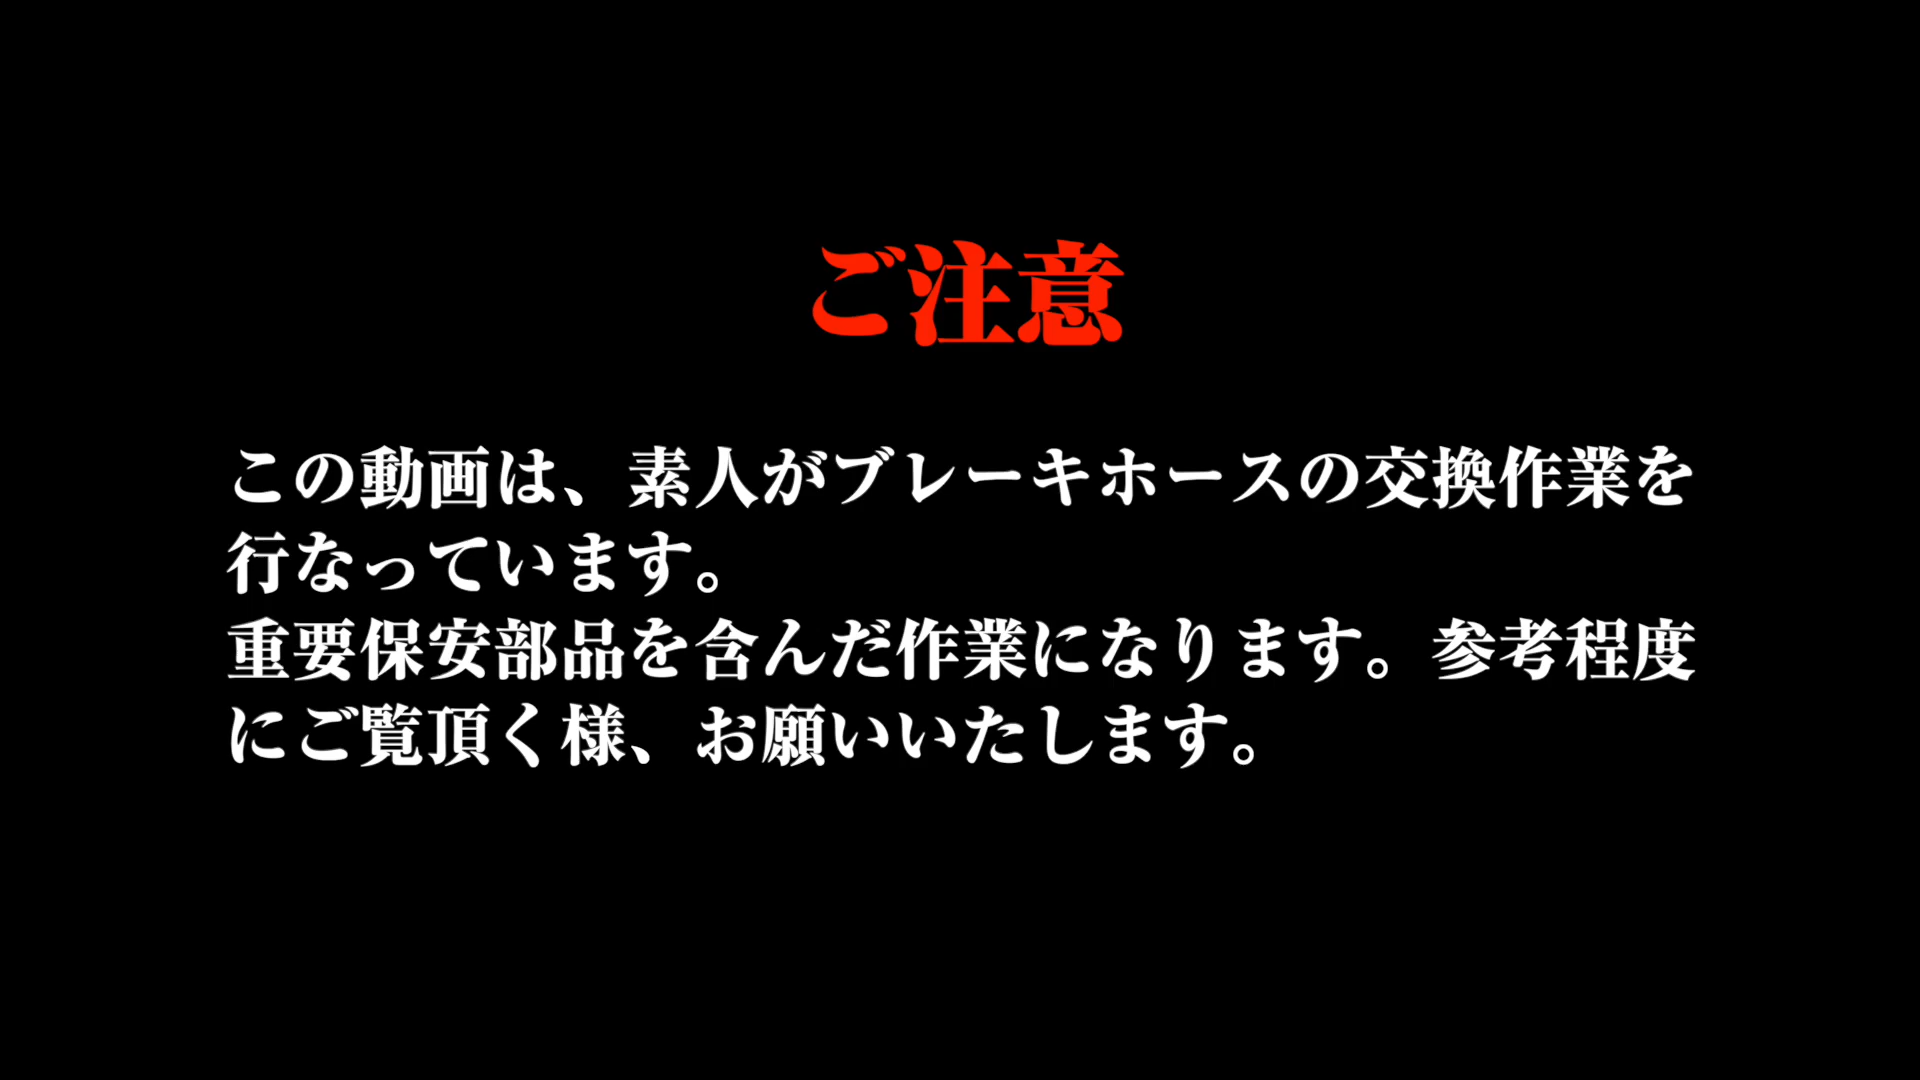 ご注意
この動画は、素人がブレーキホースの交換作業を
行なっています。
重要保安部品を含んだ作業になります。参考程度
にご覧頂く様、お願いいたします。